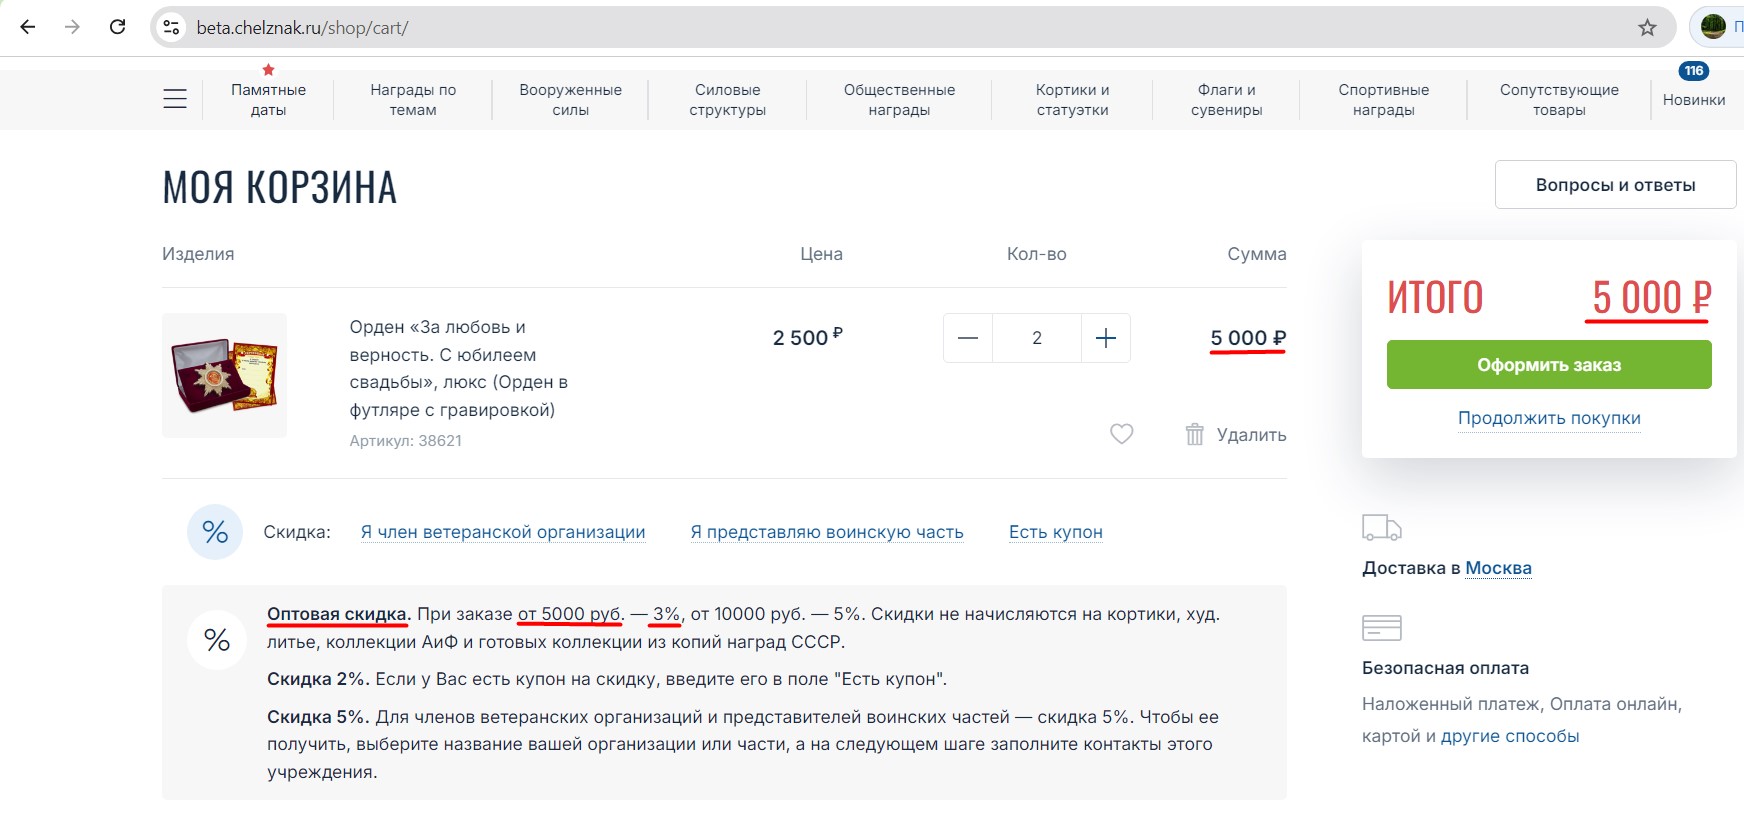 beta.chelznak.ru/shop/cart/
П
116
Памятные даты
Награды по темам
Вооруженные силы
Силовые структуры
Общественные награды
Кортики и статуэтки
Флаги и сувениры
Спортивные награды
Сопутствующие товары
Новинки
МОЯ КОРЗИНА
Вопросы и ответы
Изделия Цена Кол-во Сумма
Орден «За любовь и
верность. С юбилеем
свадьбы», люкс (Орден в
футляре с гравировкой)
Артикул: 38621
2 500 ₽
2
5 000 ₽
Удалить
ИТОГО 5 000 ₽
Оформить заказ
Продолжить покупки
% Скидка: Я член ветеранской организации Я представляю воинскую часть Есть купон
%
Оптовая скидка. При заказе от 5000 руб. — 3%, от 10000 руб. — 5%. Скидки не начисляются на кортики, худ.
литье, коллекции АиФ и готовых коллекции из копий наград СССР.
Скидка 2%. Если у Вас есть купон на скидку, введите его в поле "Есть купон".
Скидка 5%. Для членов ветеранских организаций и представителей воинских частей — скидка 5%. Чтобы ее
получить, выберите название вашей организации или части, а на следующем шаге заполните контакты этого
учреждения.
Доставка в Москва
Безопасная оплата
Наложенный платеж, Оплата онлайн,
картой и другие способы